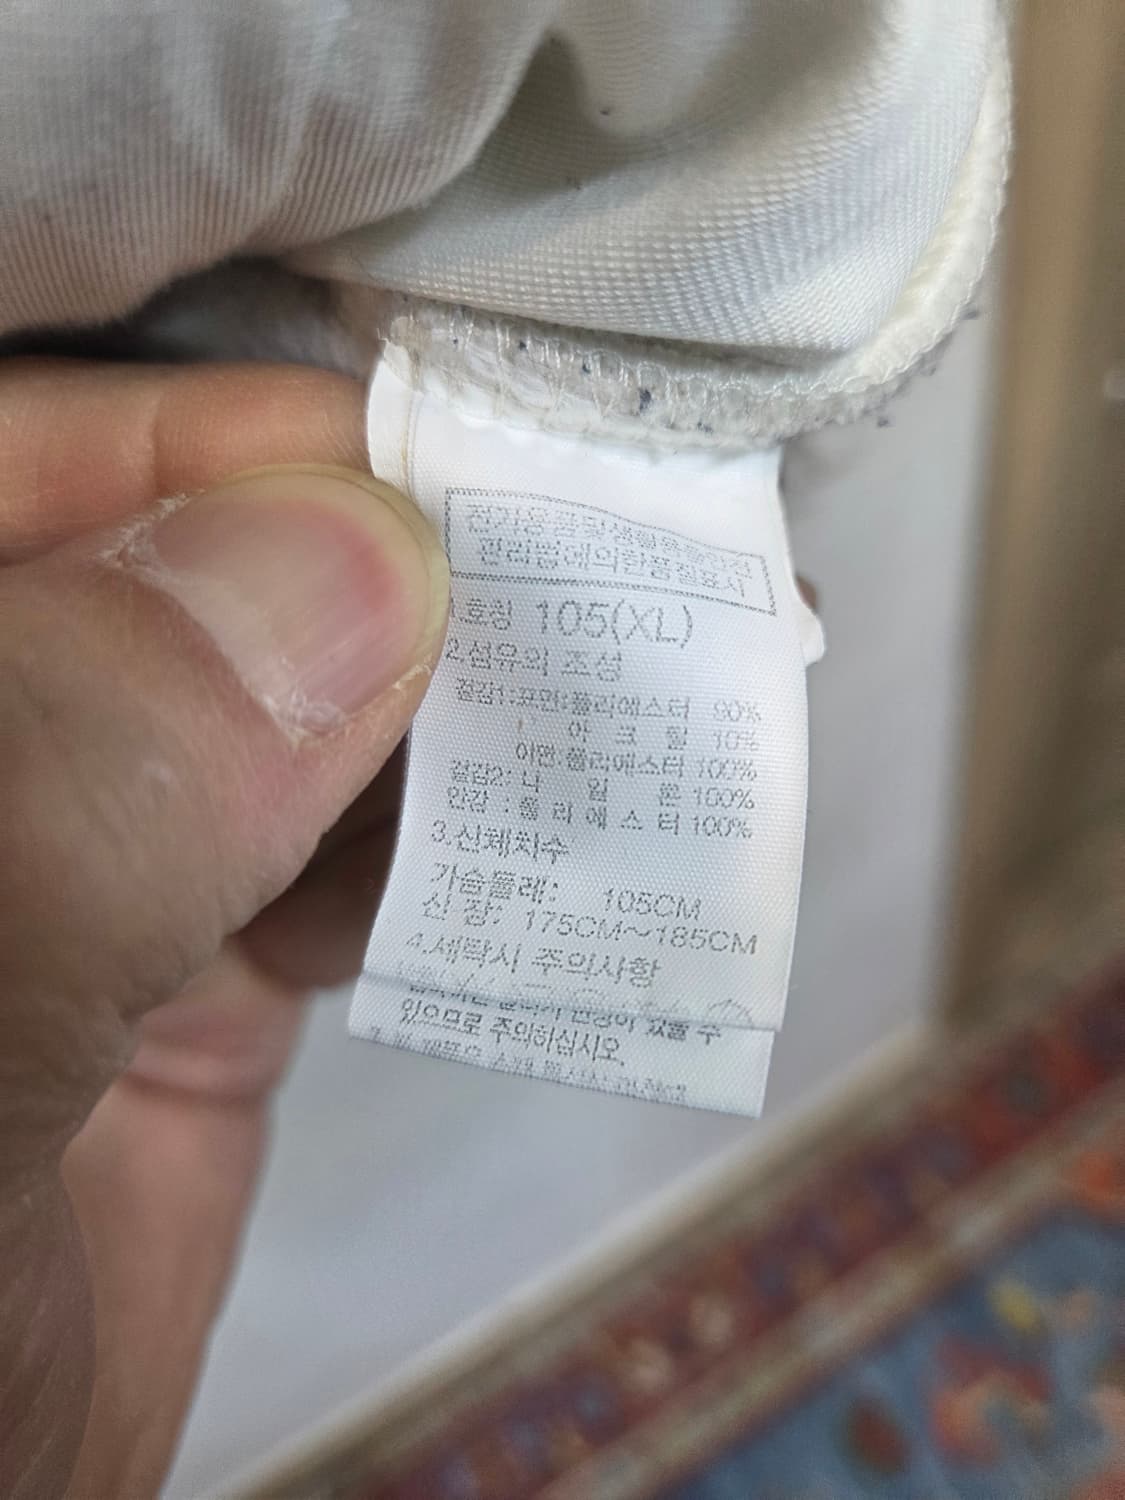 전기용품및생활용품안전
관리법에의한품질표시
1.호칭 105(XL)
2.섬유의 조성
겉감1:표면:폴리에스터 90%
아 크 릴 10%
이면:폴리에스터 100%
겉감2: 나 일 론 100%
안감 : 폴 리 에 스 터 100%
3.신체치수
가슴둘레: 105CM
신 장: 175CM~185CM
4.세탁시 주의사항
있을 수
있으므로 주의하십시오.